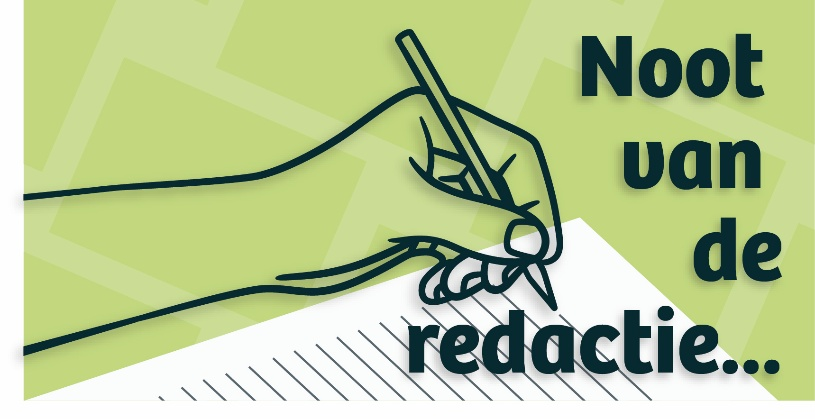 Noot
van
de
redactie...